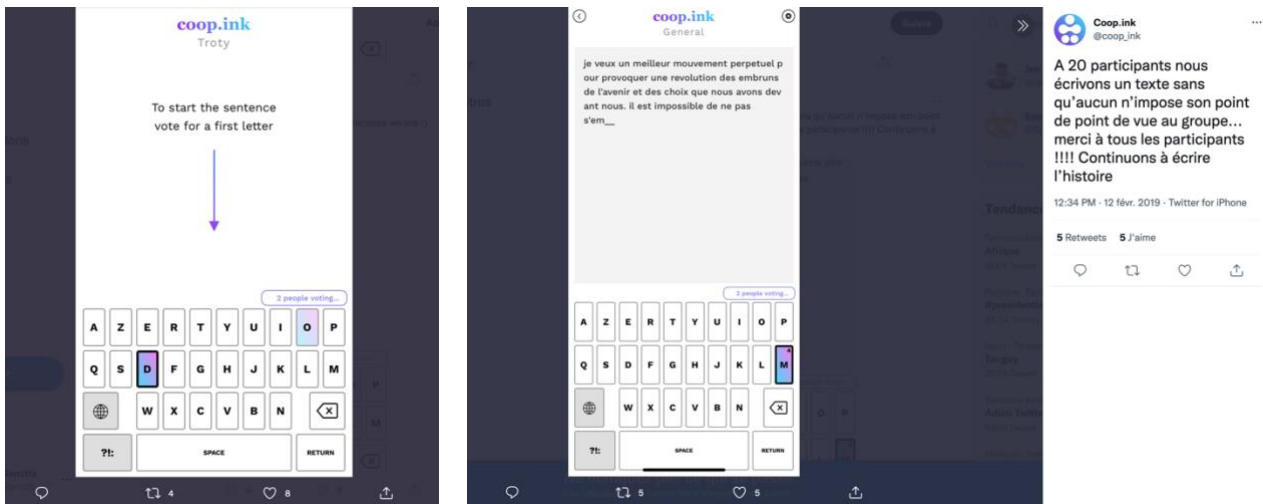 coop.ink
Troty
To start the sentence
vote for a first letter
2 people voting...
A Z E R T Y U I O P
Q S D F G H J K L M
W X C V B N
?!: SPACE RETURN
4 8
coop.ink
General
je veux un meilleur mouvement perpetuel p
our provoquer une revolution des embruns
de l'avenir et des choix que nous avons dev
ant nous. il est impossible de ne pas
s'em__
2 people voting...
A Z E R T Y U I O P
Q S D F G H J K L M
4
W X C V B N
?!: SPACE RETURN
5 5
Tendanc
Coop.ink
@coop_ink
A 20 participants nous
écrivons un texte sans
qu'aucun n'impose son point
de point de vue au groupe...
merci à tous les participants
!!!! Continuons à écrire
l'histoire
12:34 PM · 12 févr. 2019 · Twitter for iPhone
5 Retweets 5 J'aime